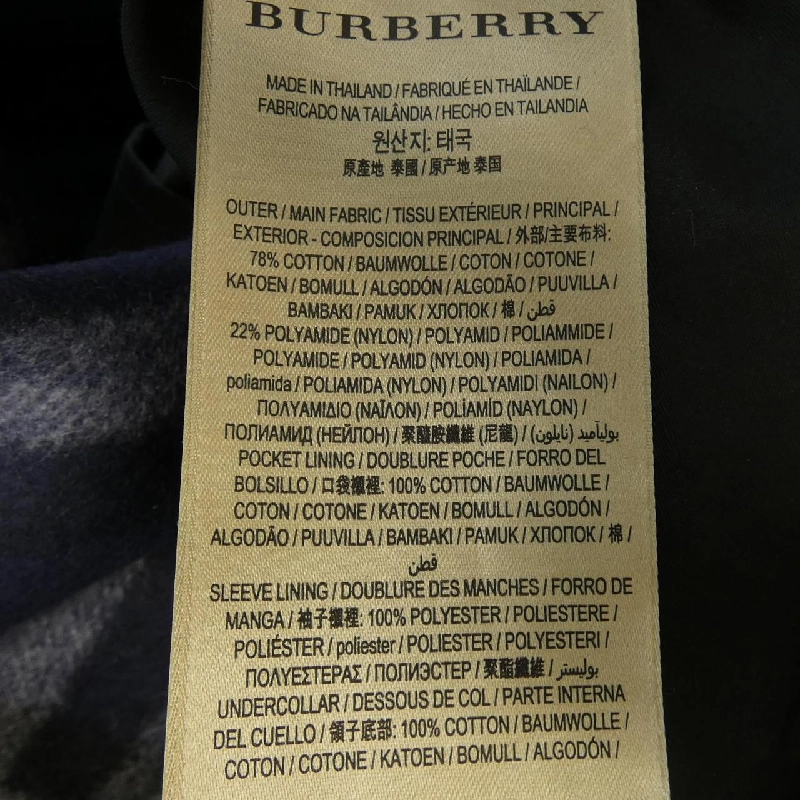 BURBERRY
MADE IN THAILAND / FABRIQUÉ EN THAÏLANDE /
FABRICADO NA TAILÂNDIA / HECHO EN TAILANDIA
원산지: 태국
原產地 泰國 / 原产地 泰国
OUTER / MAIN FABRIC / TISSU EXTÉRIEUR / PRINCIPAL /
EXTERIOR - COMPOSICION PRINCIPAL / 外部/主要布料:
78% COTTON / BAUMWOLLE / COTON / COTONE /
KATOEN / BOMULL / ALGODÓN / ALGODÃO / PUUVILLA /
BAMBAKI / PAMUK / ХЛОПОК / 棉 / قطن
22% POLYAMIDE (NYLON) / POLYAMID / POLIAMMIDE /
POLYAMIDE / POLYAMID (NYLON) / POLIAMIDA /
poliamida / POLIAMIDA (NYLON) / POLYAMIDI (NAILON) /
ΠΟΛΥΑΜΙΔΙΟ (ΝΑΪΛΟΝ) / POLİAMİD (NAYLON) /
ПОЛИАМИД (НЕЙЛОН) / 聚醯胺纖維 (尼龍) / بولياميد (نايلون)
POCKET LINING / DOUBLURE POCHE / FORRO DEL
BOLSILLO / 口袋襯裡: 100% COTTON / BAUMWOLLE /
COTON / COTONE / KATOEN / BOMULL / ALGODÓN /
ALGODÃO / PUUVILLA / BAMBAKI / PAMUK / ХЛОПОК / 棉 /
قطن
SLEEVE LINING / DOUBLURE DES MANCHES / FORRO DE
MANGA / 袖子襯裡: 100% POLYESTER / POLIESTERE /
POLIÉSTER / poliester / POLIESTER / POLYESTERI /
ΠΟΛΥΕΣΤΕΡΑΣ / ПОЛИЭСТЕР / 聚酯纖維 / بوليستر
UNDERCOLLAR / DESSOUS DE COL / PARTE INTERNA
DEL CUELLO / 領子底部: 100% COTTON / BAUMWOLLE /
COTON / COTONE / KATOEN / BOMULL / ALGODÓN /